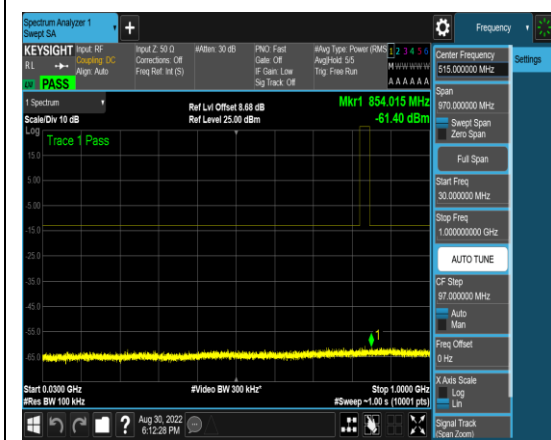 Spectrum Analyzer 1
Swept SA
Frequency
KEYSIGHT
RL
PASS
Input: RF
Coupling: DC
Align: Auto
Input Z: 50 Ω
Corrections: Off
Freq Ref: Int (S)
#Atten: 30 dB
PNO: Fast
Gate: Off
IF Gain: Low
Sig Track: Off
#Avg Type: Power (RMS
Avg|Hold: 5/5
Trig: Free Run
1 2 3 4 5 6
M W W W W W
A A A A A A
Center Frequency
515.000000 MHz
Settings
1 Spectrum
Scale/Div 10 dB
Ref Lvl Offset 8.68 dB
Ref Level 25.00 dBm
Mkr1 854.015 MHz
-61.40 dBm
Span
970.000000 MHz
Swept Span
Zero Span
Log
Trace 1 Pass
15.0
5.00
-5.00
-15.0
-25.0
-35.0
-45.0
-55.0
-65.0
1
Full Span
Start Freq
30.000000 MHz
Stop Freq
1.000000000 GHz
AUTO TUNE
CF Step
97.000000 MHz
Auto
Man
Freq Offset
0 Hz
X Axis Scale
Log
Lin
Signal Track
(Span Zoom)
Start 0.0300 GHz
#Res BW 100 kHz
#Video BW 300 kHz*
Stop 1.0000 GHz
#Sweep ~1.00 s (10001 pts)
Aug 30, 2022
6:12:28 PM